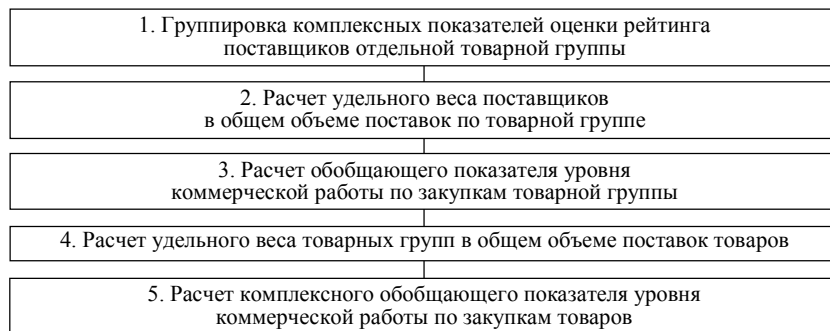 1. Группировка комплексных показателей оценки рейтинга
поставщиков отдельной товарной группы
2. Расчет удельного веса поставщиков
в общем объеме поставок по товарной группе
3. Расчет обобщающего показателя уровня
коммерческой работы по закупкам товарной группы
4. Расчет удельного веса товарных групп в общем объеме поставок товаров
5. Расчет комплексного обобщающего показателя уровня
коммерческой работы по закупкам товаров